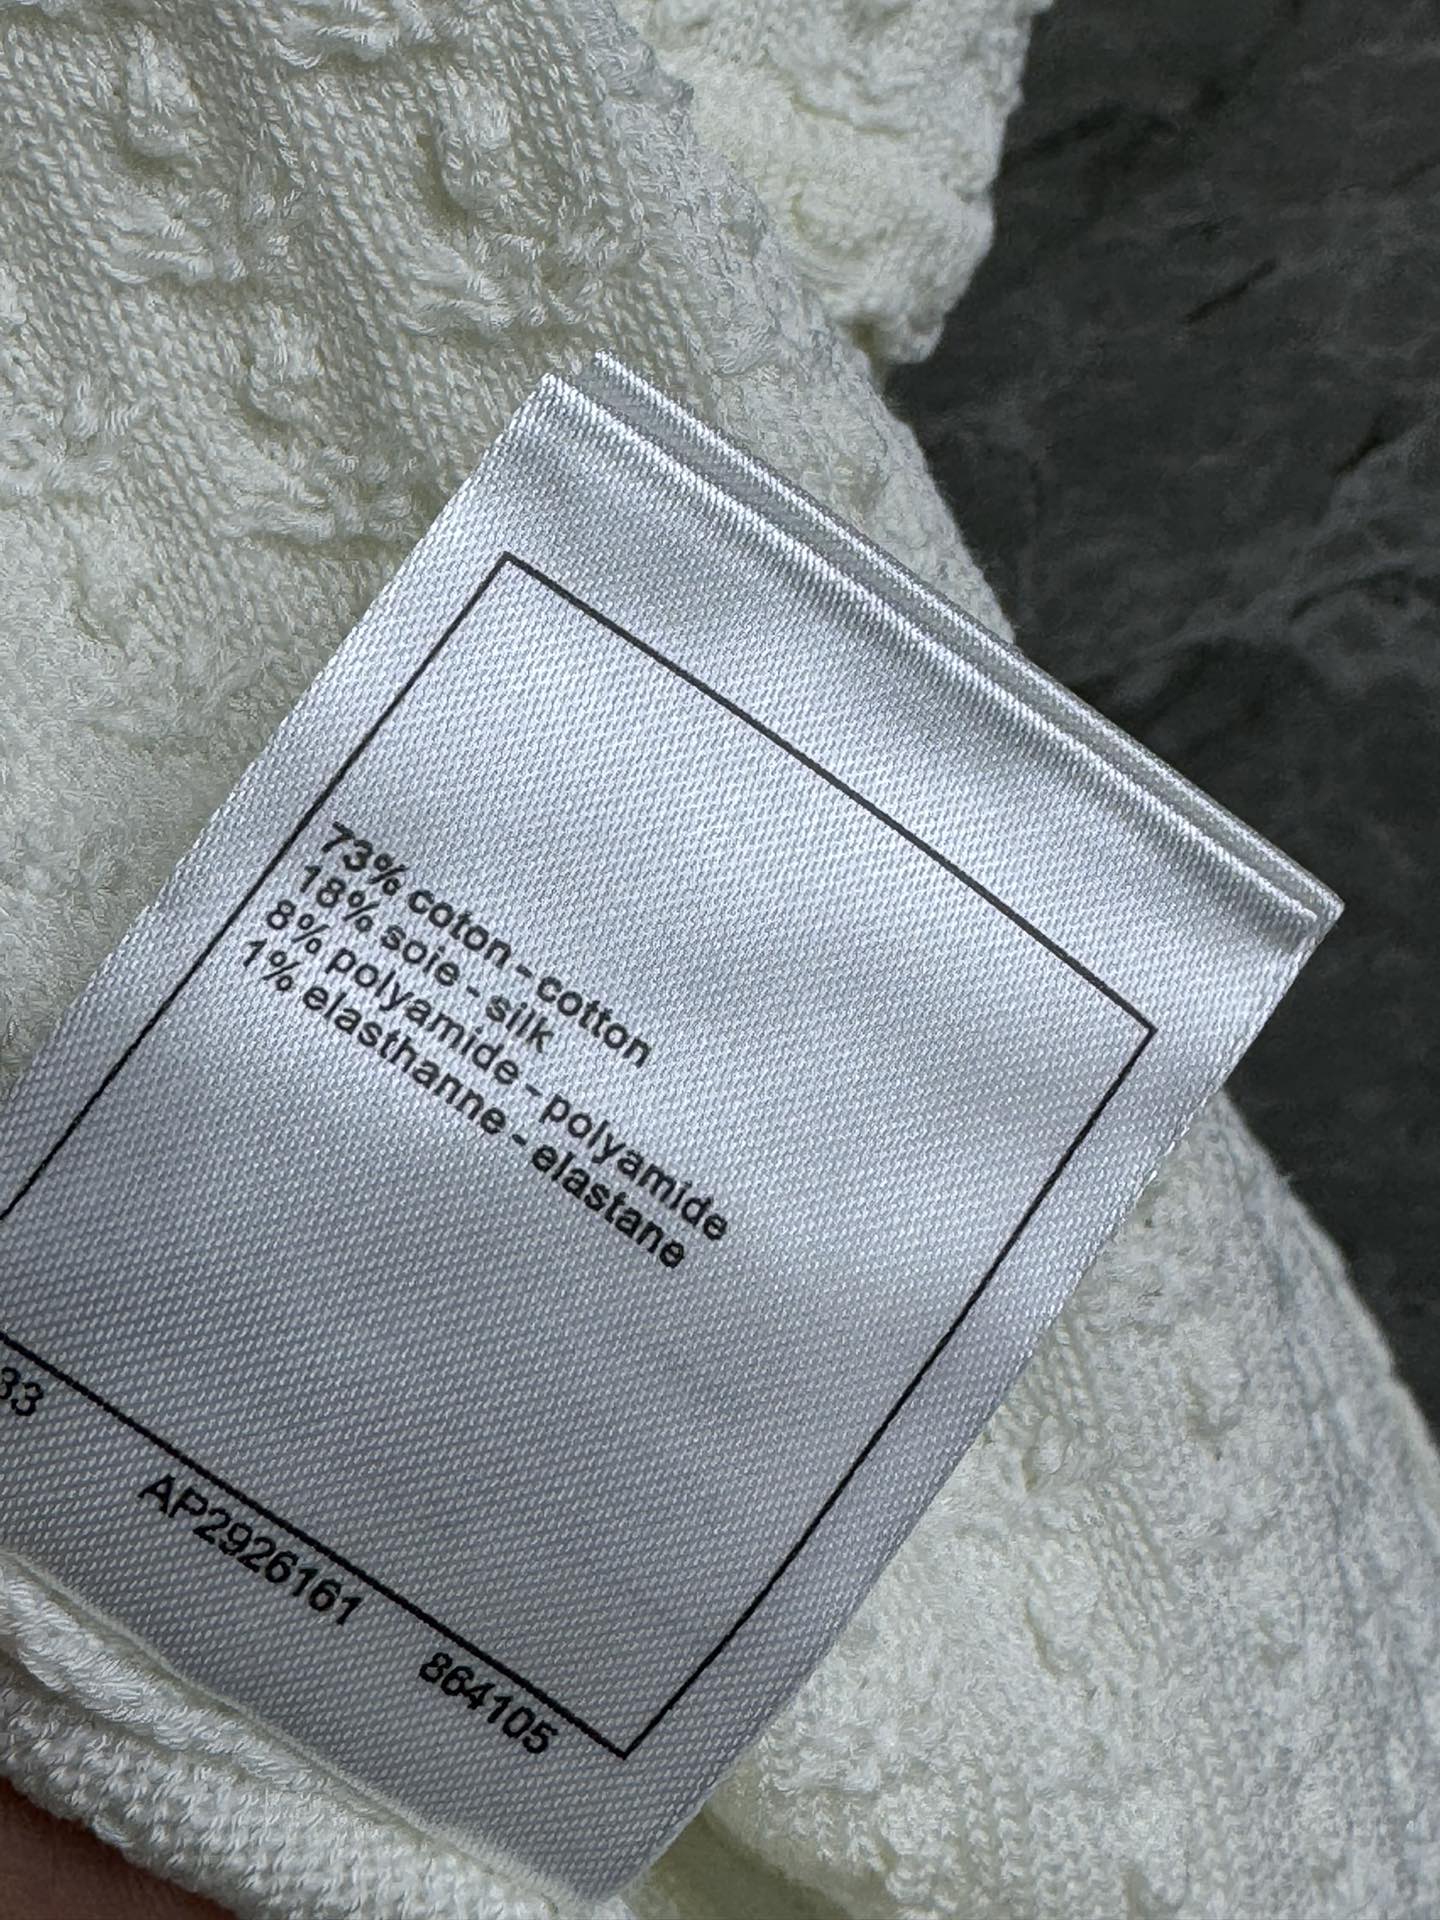 73% coton - cotton
18% soie - silk
8% polyamide - polyamide
1% elasthanne - elastane
33 AP2926161 864105